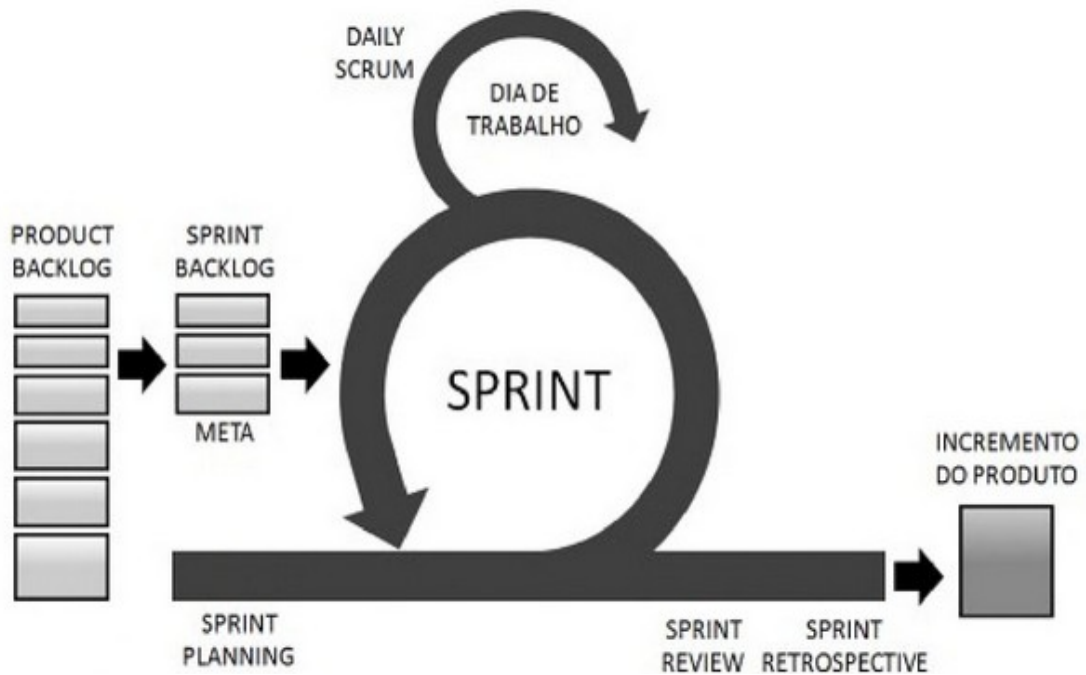 DAILY
SCRUM
DIA DE
TRABALHO
PRODUCT
BACKLOG
SPRINT
BACKLOG
META
SPRINT
INCREMENTO
DO PRODUTO
SPRINT
PLANNING
SPRINT
REVIEW
SPRINT
RETROSPECTIVE